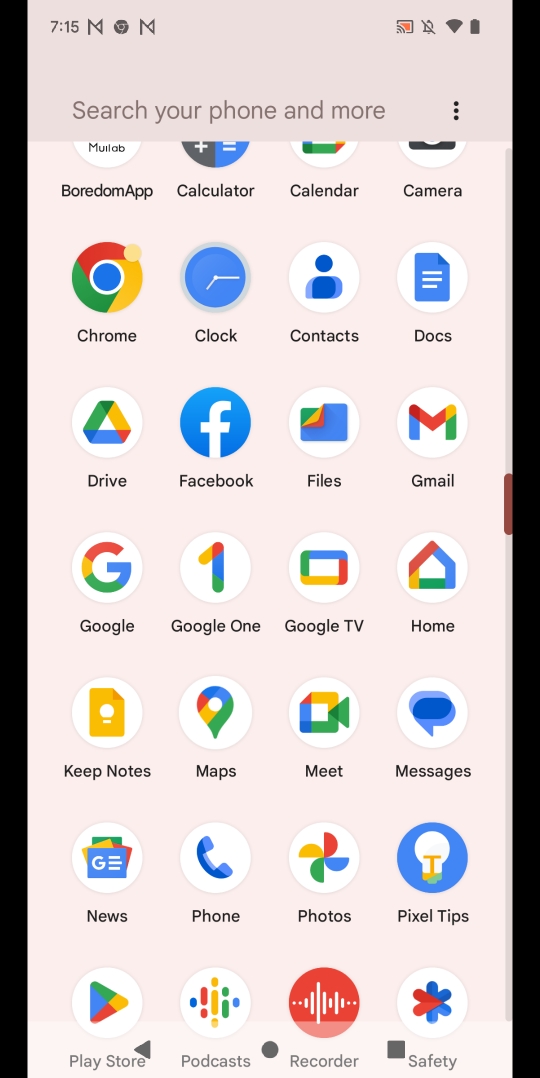 7:15
Search your phone and more
Muilab
BoredomApp Calculator Calendar Camera
Chrome Clock Contacts Docs
Drive Facebook Files Gmail
Google Google One Google TV Home
Keep Notes Maps Meet Messages
News Phone Photos Pixel Tips
Play Store Podcasts Recorder Safety